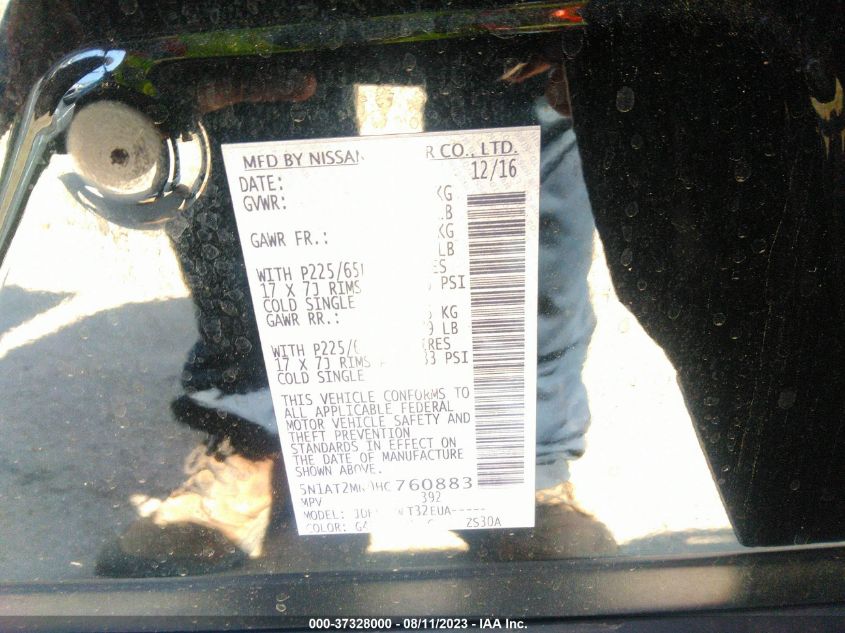 MFD BY NISSAN R CO., LTD.
DATE: 12/16
GVWR: KG
LB
GAWR FR.: KG
LB
WITH P225/65
17 X 7J RIMS PSI
COLD SINGLE
GAWR RR.: KG
LB
WITH P225/
17 X 7J RIMS 33 PSI
COLD SINGLE
THIS VEHICLE CONFORMS TO
ALL APPLICABLE FEDERAL
MOTOR VEHICLE SAFETY AND
THEFT PREVENTION
STANDARDS IN EFFECT ON
THE DATE OF MANUFACTURE
SHOWN ABOVE.
5N1AT2M HC760883
MPV 392
MODEL: T32EUA-----
COLOR: ZS30A
000-37328000 - 08/11/2023 - IAA Inc.